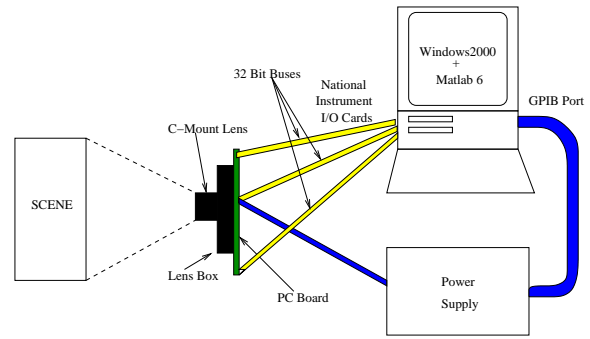 Windows2000
+
Matlab 6
32 Bit Buses
National
Instrument
I/O Cards
GPIB Port
C-Mount Lens
SCENE
Lens Box
PC Board
Power
Supply